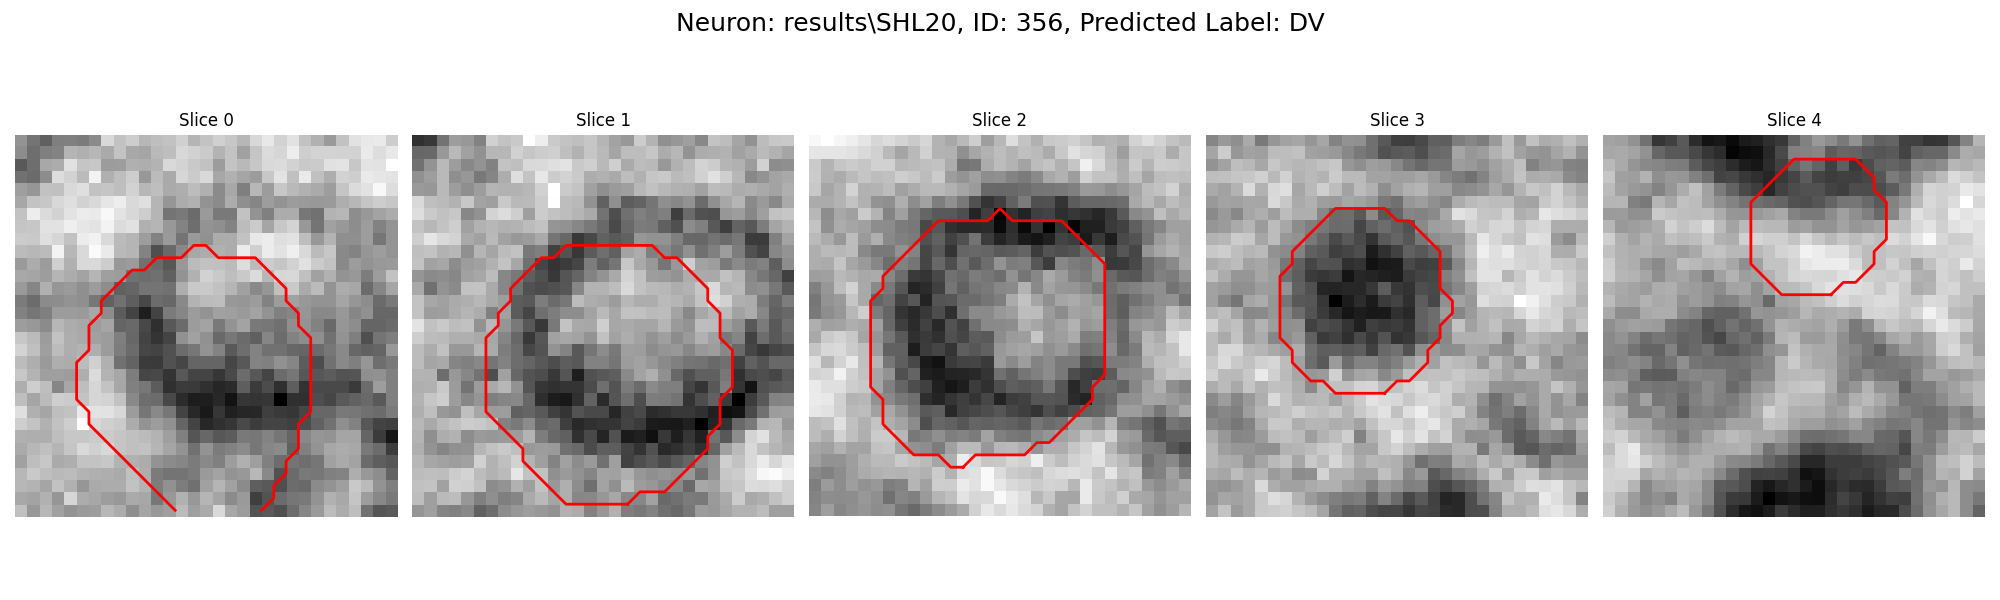 Neuron: results\SHL20, ID: 356, Predicted Label: DV
Slice 0
Slice 1
Slice 2
Slice 3
Slice 4